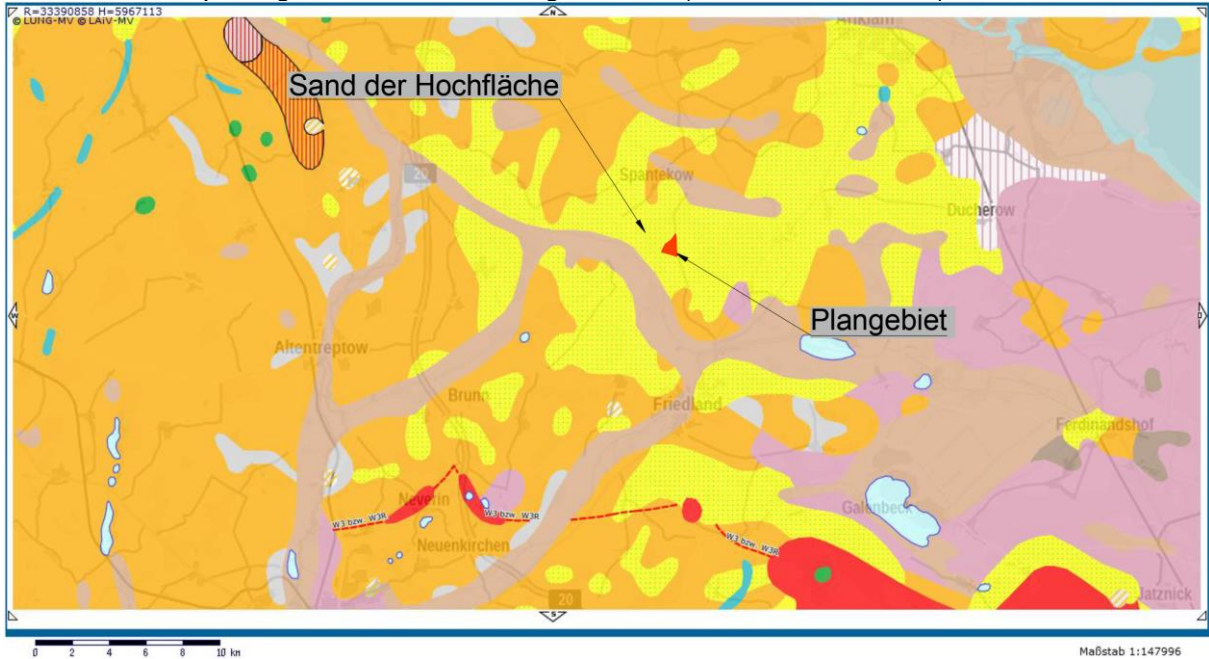 R=33390858 H=5967113
© LUNG-MV © LAiV-MV
N
Anklam
Sand der Hochfläche
20
Spantekow
Ducherow
W
O
Plangebiet
Altentreptow
Brunn
Friedland
Ferdinandshof
Neverin
W3 bzw. W3R
W3 bzw. W3R
Galenbeck
W3 bzw. W3R
Neuenkirchen
20
Jatznick
S
0 2 4 6 8 10 km
Maßstab 1:147996